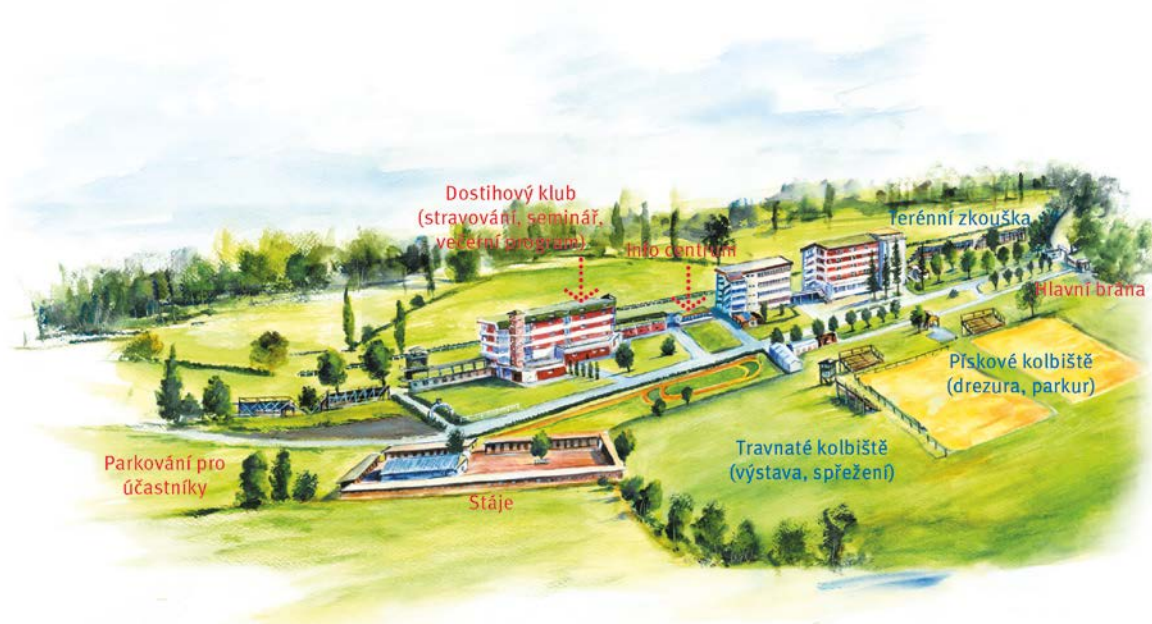 Dostihový klub
(stravování, seminář,
večerní program)
Info centrum
Terénní zkouška
Hlavní brána
Pískové kolbiště
(drezura, parkur)
Travnaté kolbiště
(výstava, spřežení)
Parkování pro
účastníky
Stáje